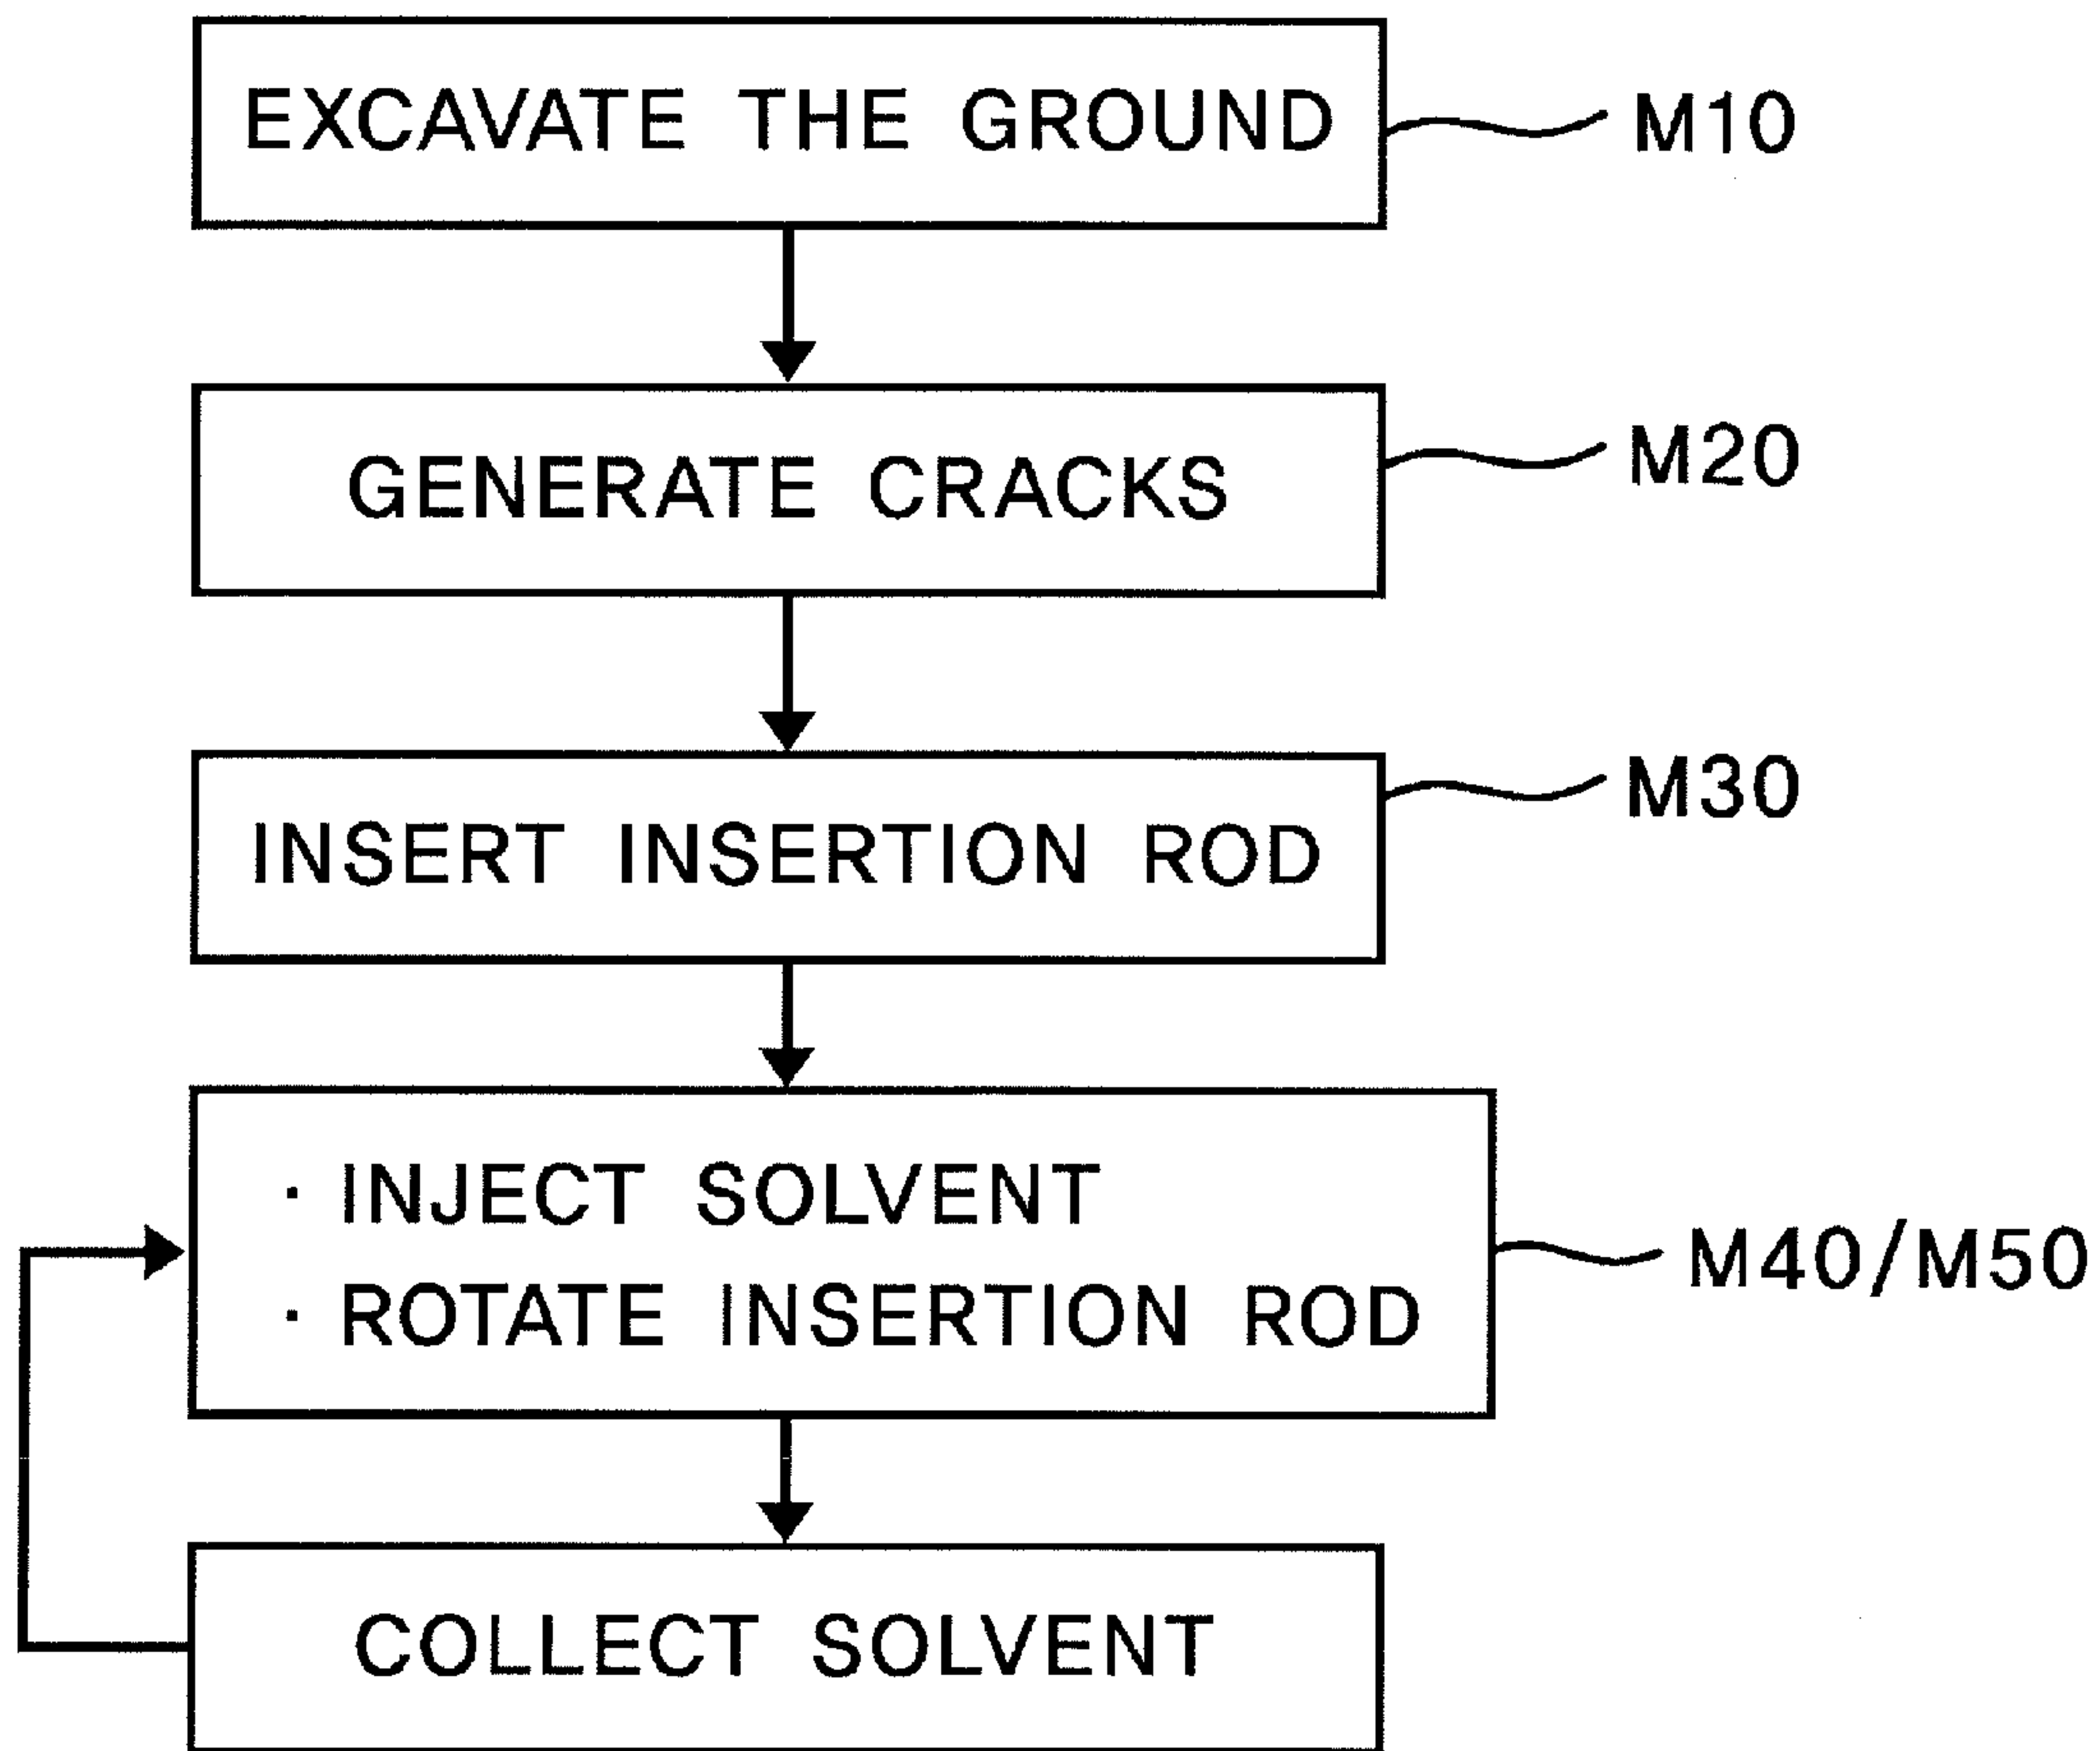 EXCAVATE THE GROUND
M10
GENERATE CRACKS
M20
INSERT INSERTION ROD
M30
· INJECT SOLVENT
· ROTATE INSERTION ROD
M40/M50
COLLECT SOLVENT